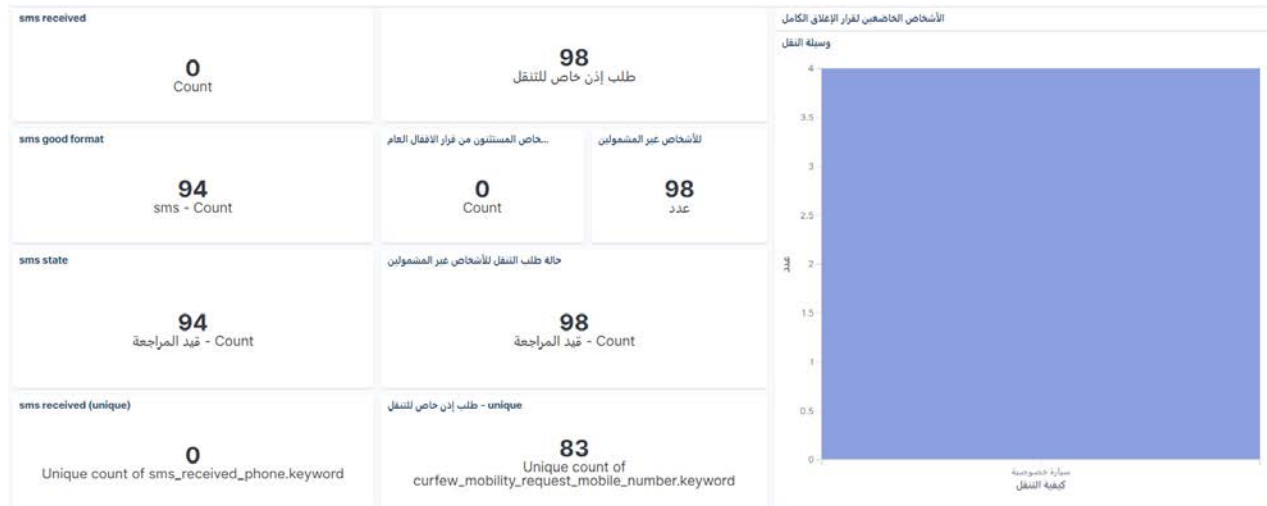 sms received
0
Count
98
طلب إذن خاص للتنقل
sms good format
94
sms - Count
...خاص المستثنون من قرار الاقفال العام
0
Count
للأشخاص غير المشمولين
98
عدد
sms state
94
قيد المراجعة - Count
حالة طلب التنقل للأشخاص غير المشمولين
98
قيد المراجعة - Count
sms received (unique)
0
Unique count of sms_received_phone.keyword
طلب إذن خاص للتنقل - unique
83
Unique count of
curfew_mobility_request_mobile_number.keyword
الأشخاص الخاضعين لقرار الإغلاق الكامل
وسيلة النقل
4
3.5
3
2.5
2
1.5
1
0.5
0
عدد
سيارة خصوصية
كيفية التنقل